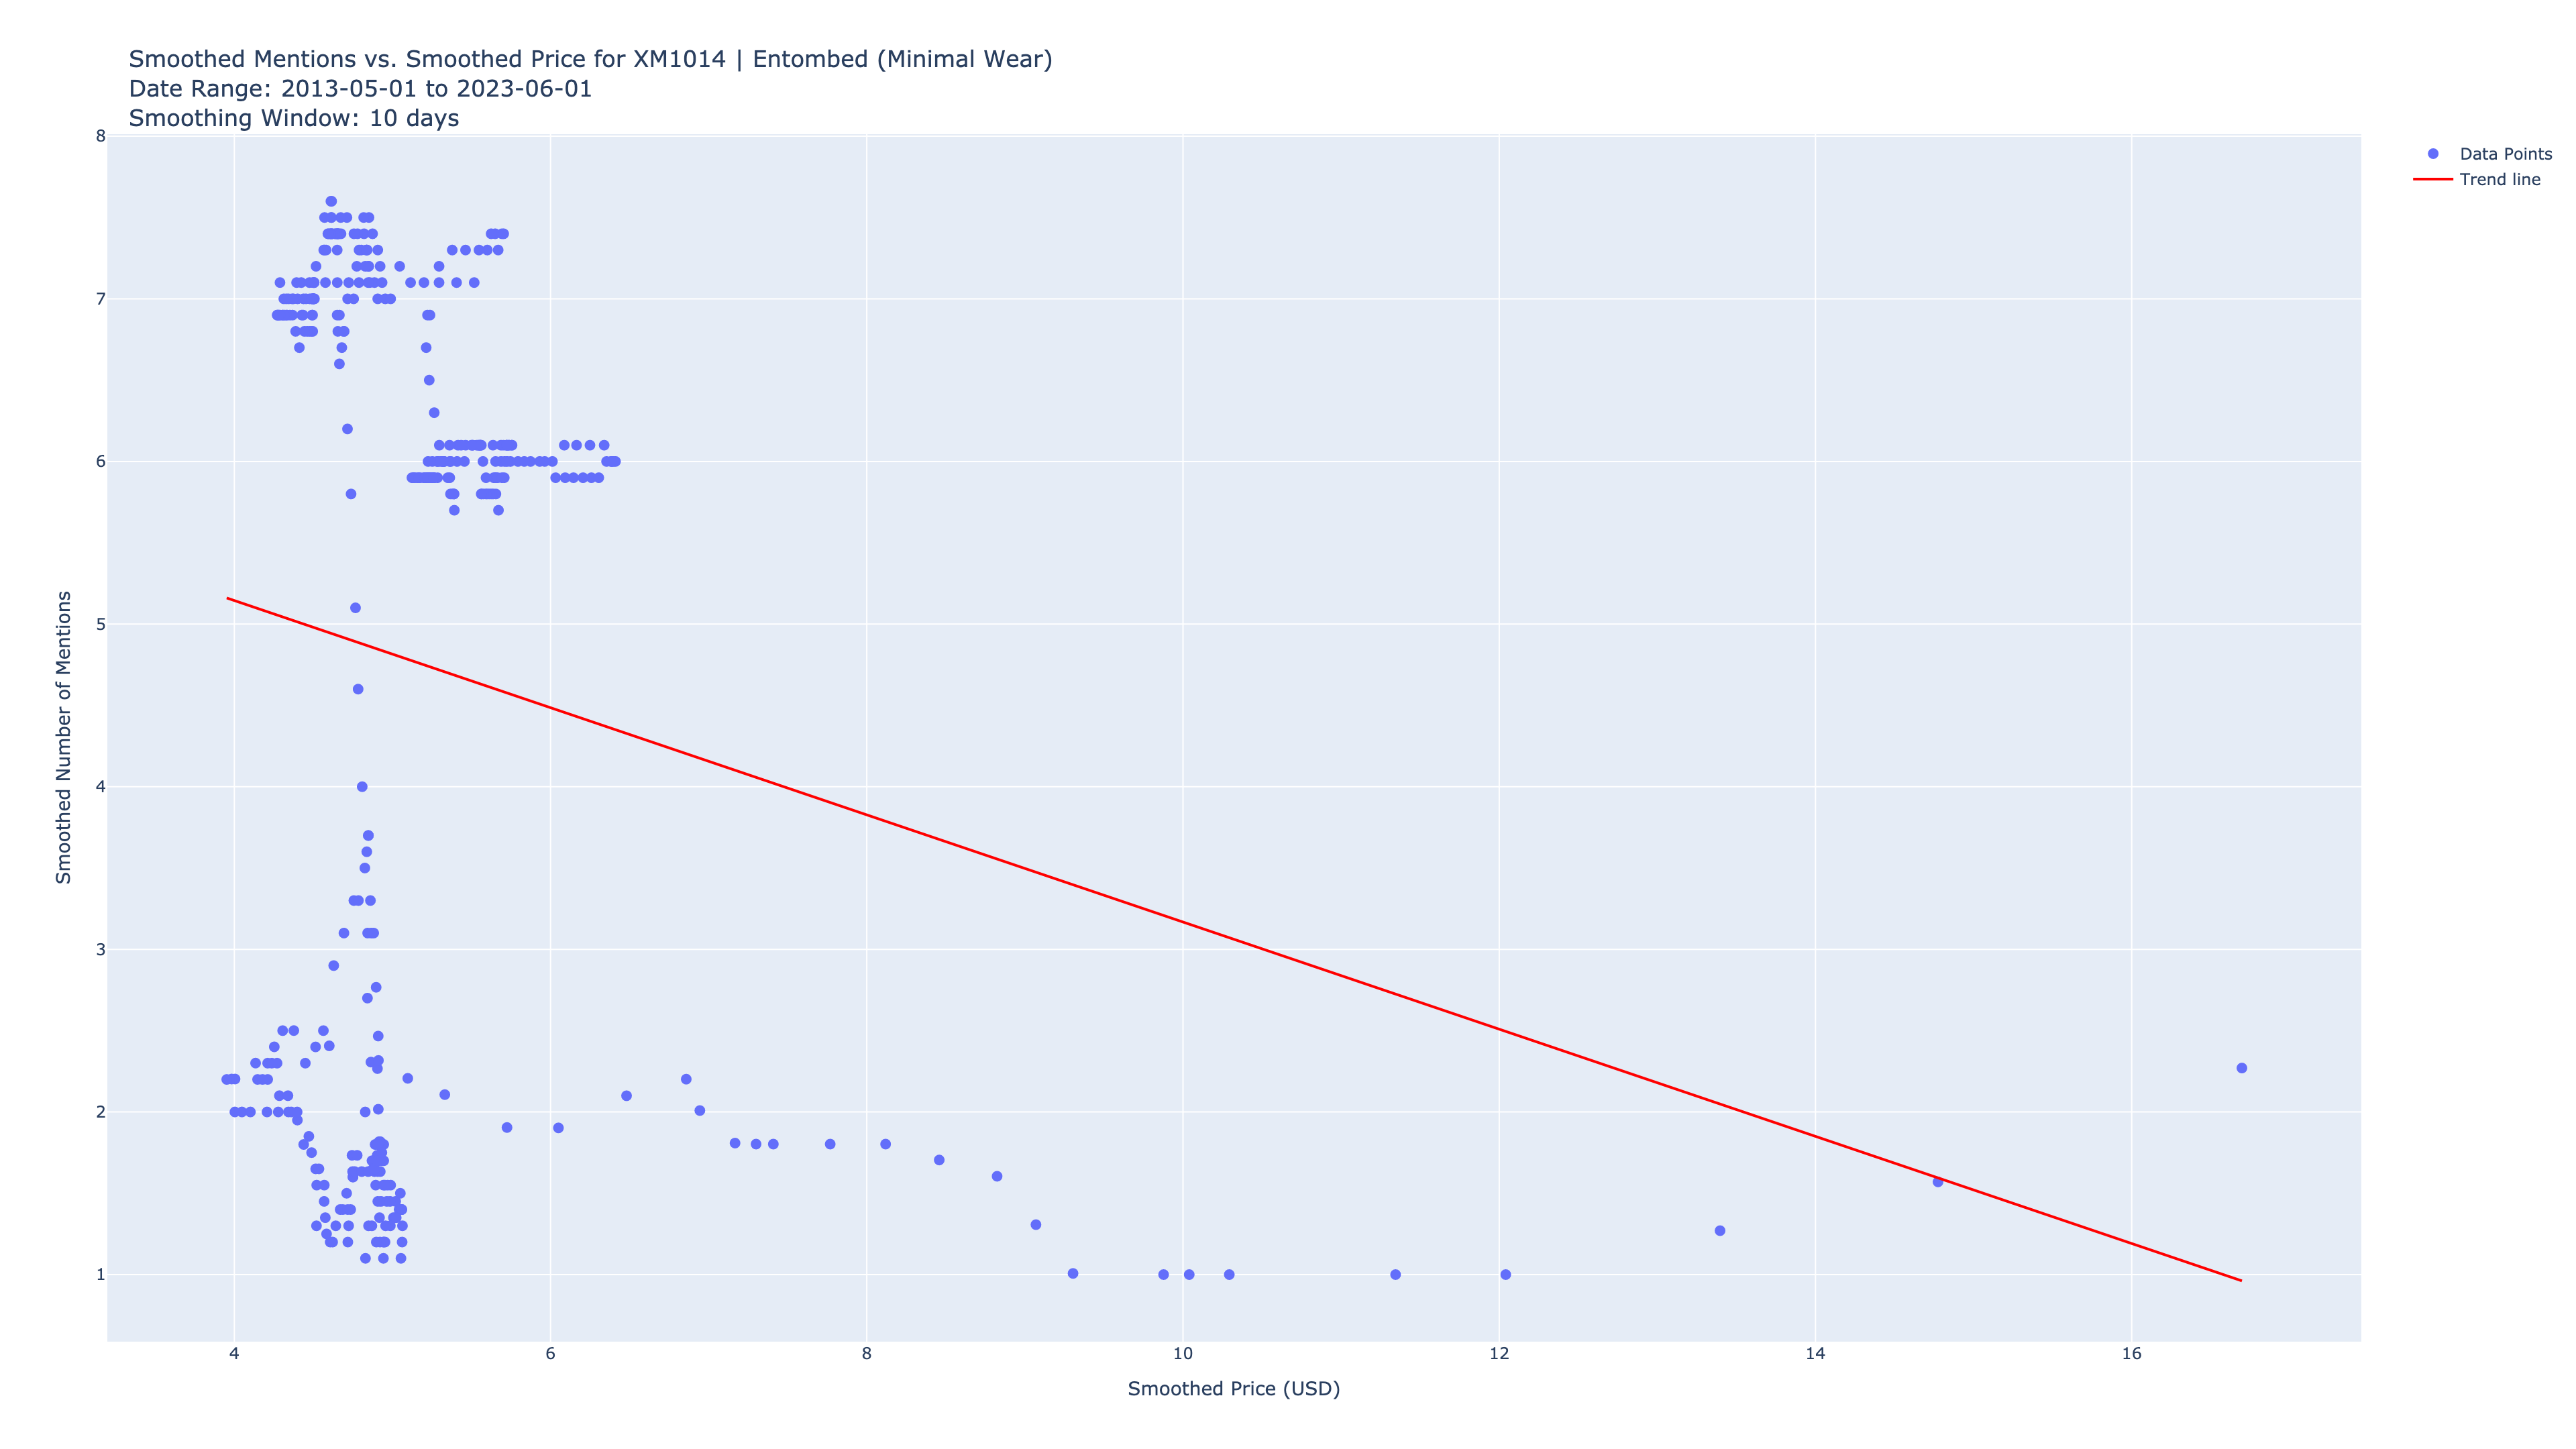 Smoothed Mentions vs. Smoothed Price for XM1014 | Entombed (Minimal Wear)
Date Range: 2013-05-01 to 2023-06-01
Smoothing Window: 10 days
Data Points
Trend line
Smoothed Number of Mentions
8
7
6
5
4
3
2
1
4 6 8 10 12 14 16
Smoothed Price (USD)